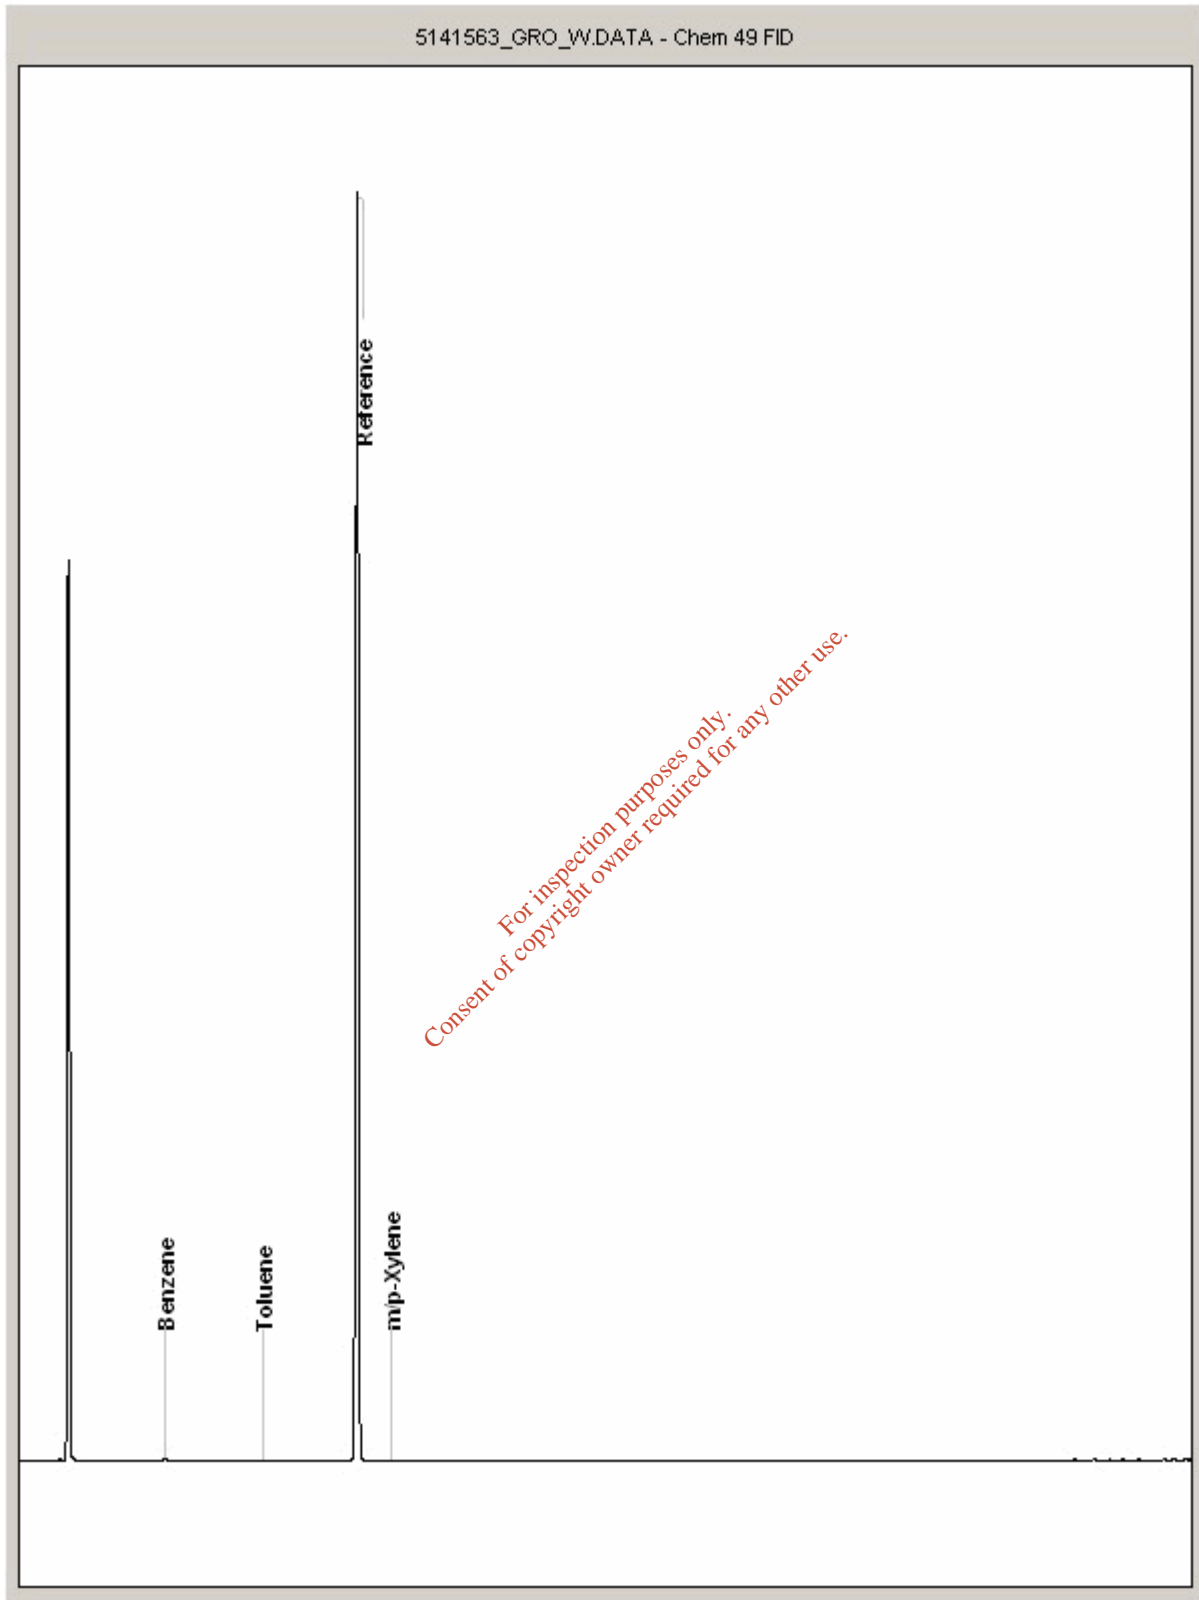 5141563_GRO_W.DATA - Chem 49 FID
Reference
For inspection purposes only.
Consent of copyright owner required for any other use.
Benzene
Toluene
m/p-Xylene